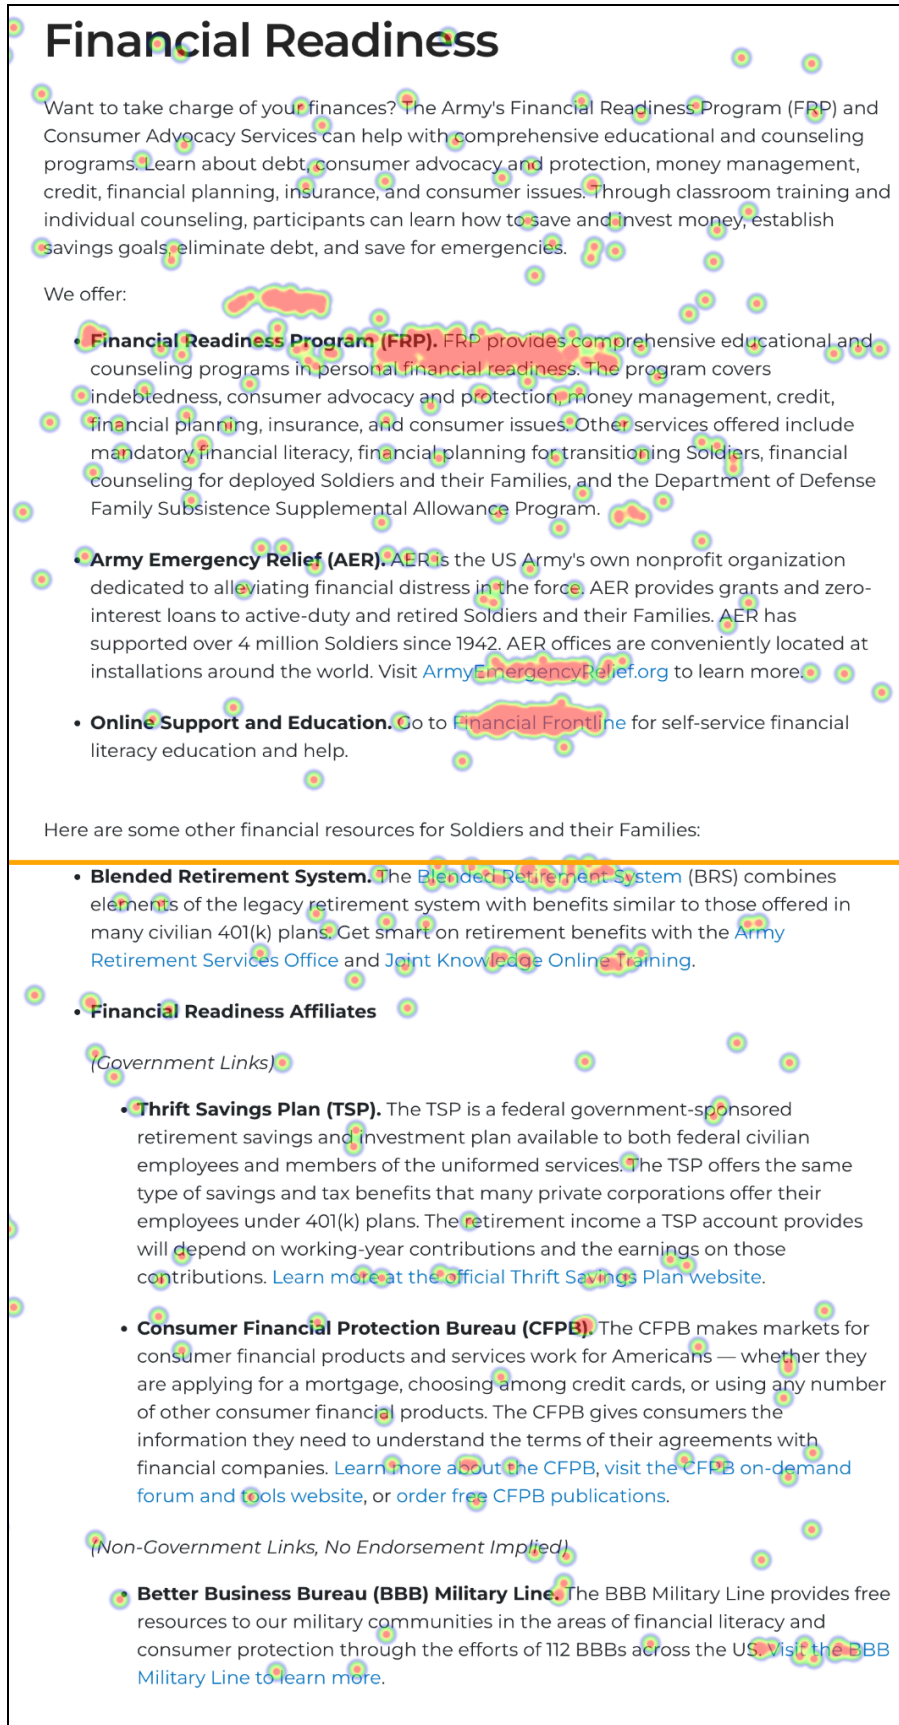 Financial Readiness
Want to take charge of your finances? The Army's Financial Readiness Program (FRP) and
Consumer Advocacy Services can help with comprehensive educational and counseling
programs. Learn about debt, consumer advocacy and protection, money management,
credit, financial planning, insurance, and consumer issues. Through classroom training and
individual counseling, participants can learn how to save and invest money, establish
savings goals, eliminate debt, and save for emergencies.
We offer:
• Financial Readiness Program (FRP). FRP provides comprehensive educational and
counseling programs in personal financial readiness. The program covers
indebtedness, consumer advocacy and protection, money management, credit,
financial planning, insurance, and consumer issues. Other services offered include
mandatory financial literacy, financial planning for transitioning Soldiers, financial
counseling for deployed Soldiers and their Families, and the Department of Defense
Family Subsistence Supplemental Allowance Program.
• Army Emergency Relief (AER). AER is the US Army's own nonprofit organization
dedicated to alleviating financial distress in the force. AER provides grants and zero-
interest loans to active-duty and retired Soldiers and their Families. AER has
supported over 4 million Soldiers since 1942. AER offices are conveniently located at
installations around the world. Visit ArmyEmergencyRelief.org to learn more.
• Online Support and Education. Go to Financial Frontline for self-service financial
literacy education and help.
Here are some other financial resources for Soldiers and their Families:
• Blended Retirement System. The Blended Retirement System (BRS) combines
elements of the legacy retirement system with benefits similar to those offered in
many civilian 401(k) plans. Get smart on retirement benefits with the Army
Retirement Services Office and Joint Knowledge Online Training.
• Financial Readiness Affiliates
(Government Links)
• Thrift Savings Plan (TSP). The TSP is a federal government-sponsored
retirement savings and investment plan available to both federal civilian
employees and members of the uniformed services. The TSP offers the same
type of savings and tax benefits that many private corporations offer their
employees under 401(k) plans. The retirement income a TSP account provides
will depend on working-year contributions and the earnings on those
contributions. Learn more at the official Thrift Savings Plan website.
• Consumer Financial Protection Bureau (CFPB). The CFPB makes markets for
consumer financial products and services work for Americans — whether they
are applying for a mortgage, choosing among credit cards, or using any number
of other consumer financial products. The CFPB gives consumers the
information they need to understand the terms of their agreements with
financial companies. Learn more about the CFPB, visit the CFPB on-demand
forum and tools website, or order free CFPB publications.
(Non-Government Links, No Endorsement Implied)
• Better Business Bureau (BBB) Military Line. The BBB Military Line provides free
resources to our military communities in the areas of financial literacy and
consumer protection through the efforts of 112 BBBs across the US. Visit the BBB
Military Line to learn more.